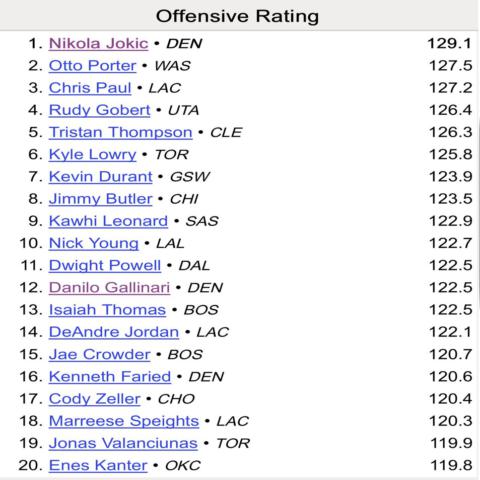 Offensive Rating
1. Nikola Jokic • DEN 129.1
2. Otto Porter • WAS 127.5
3. Chris Paul • LAC 127.2
4. Rudy Gobert • UTA 126.4
5. Tristan Thompson • CLE 126.3
6. Kyle Lowry • TOR 125.8
7. Kevin Durant • GSW 123.9
8. Jimmy Butler • CHI 123.5
9. Kawhi Leonard • SAS 122.9
10. Nick Young • LAL 122.7
11. Dwight Powell • DAL 122.5
12. Danilo Gallinari • DEN 122.5
13. Isaiah Thomas • BOS 122.5
14. DeAndre Jordan • LAC 122.1
15. Jae Crowder • BOS 120.7
16. Kenneth Faried • DEN 120.6
17. Cody Zeller • CHO 120.4
18. Marreese Speights • LAC 120.3
19. Jonas Valanciunas • TOR 119.9
20. Enes Kanter • OKC 119.8